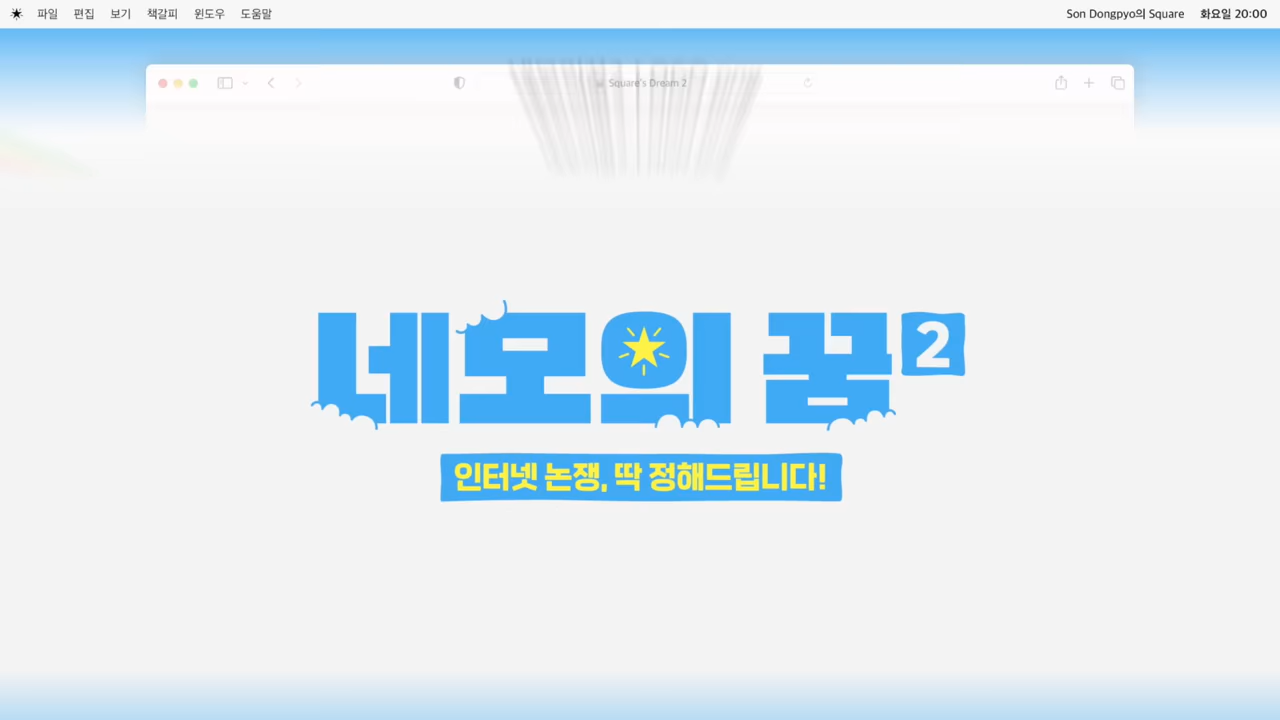 파일 편집 보기 책갈피 윈도우 도움말 Son Dongpyo의 Square 화요일 20:00
Square's Dream 2
네모의 꿈 2
인터넷 논쟁, 딱 정해드립니다!